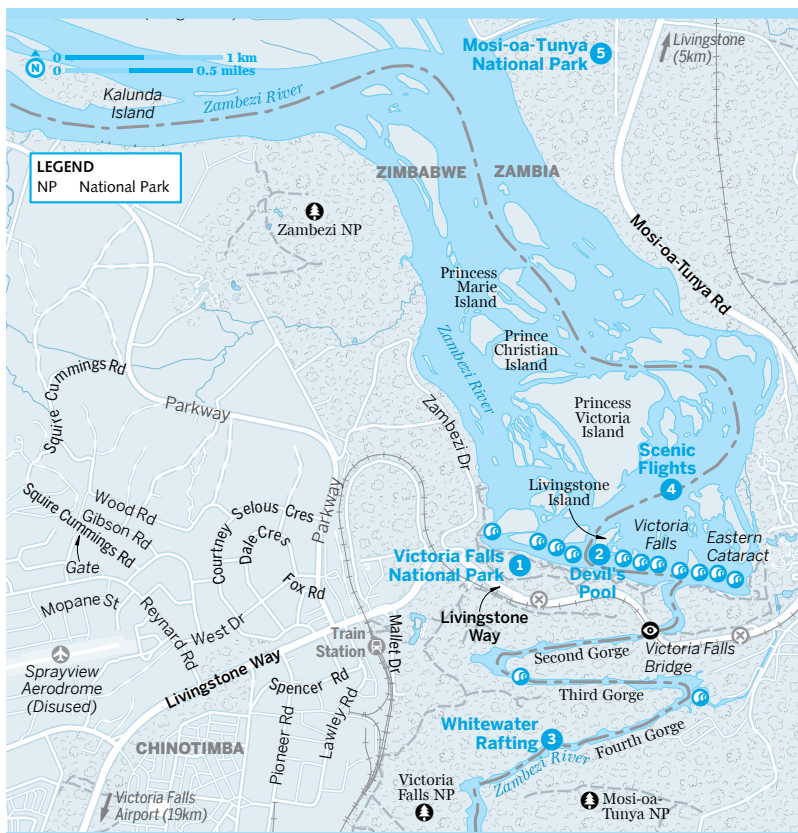 Mosi-oa-Tunya
National Park
5
Livingstone
(5km)
0
1 km
N
0
0.5 miles
Kalunda
Island
Zambezi River
LEGEND
NP National Park
ZIMBABWE
ZAMBIA
Zambezi NP
Mosi-oa-Tunya Rd
Princess
Marie
Island
Prince
Christian
Island
Zambezi River
Squire Cummings Rd
Parkway
Zambezi Dr
Princess
Victoria
Island
Scenic
Flights
4
Livingstone
Island
Wood Rd
Gibson Rd
Squire Cummings Rd
Gate
Courtney
Selous Cres
Dale Cres
Parkway
Victoria
Falls
Eastern
Cataract
Victoria Falls
National Park
1
2
Devil's
Pool
Fox Rd
Mopane St
Reynard Rd
West Dr
Livingstone
Way
Train
Station
Mallet Dr
Second Gorge
Victoria Falls
Bridge
Sprayview
Aerodrome
(Disused)
Livingstone Way
Spencer Rd
Third Gorge
Pioneer Rd
Lawley Rd
Whitewater
Rafting
3
Fourth Gorge
Zambezi River
CHINOTIMBA
Victoria Falls
Airport (19km)
Victoria
Falls NP
Mosi-oa-
Tunya NP